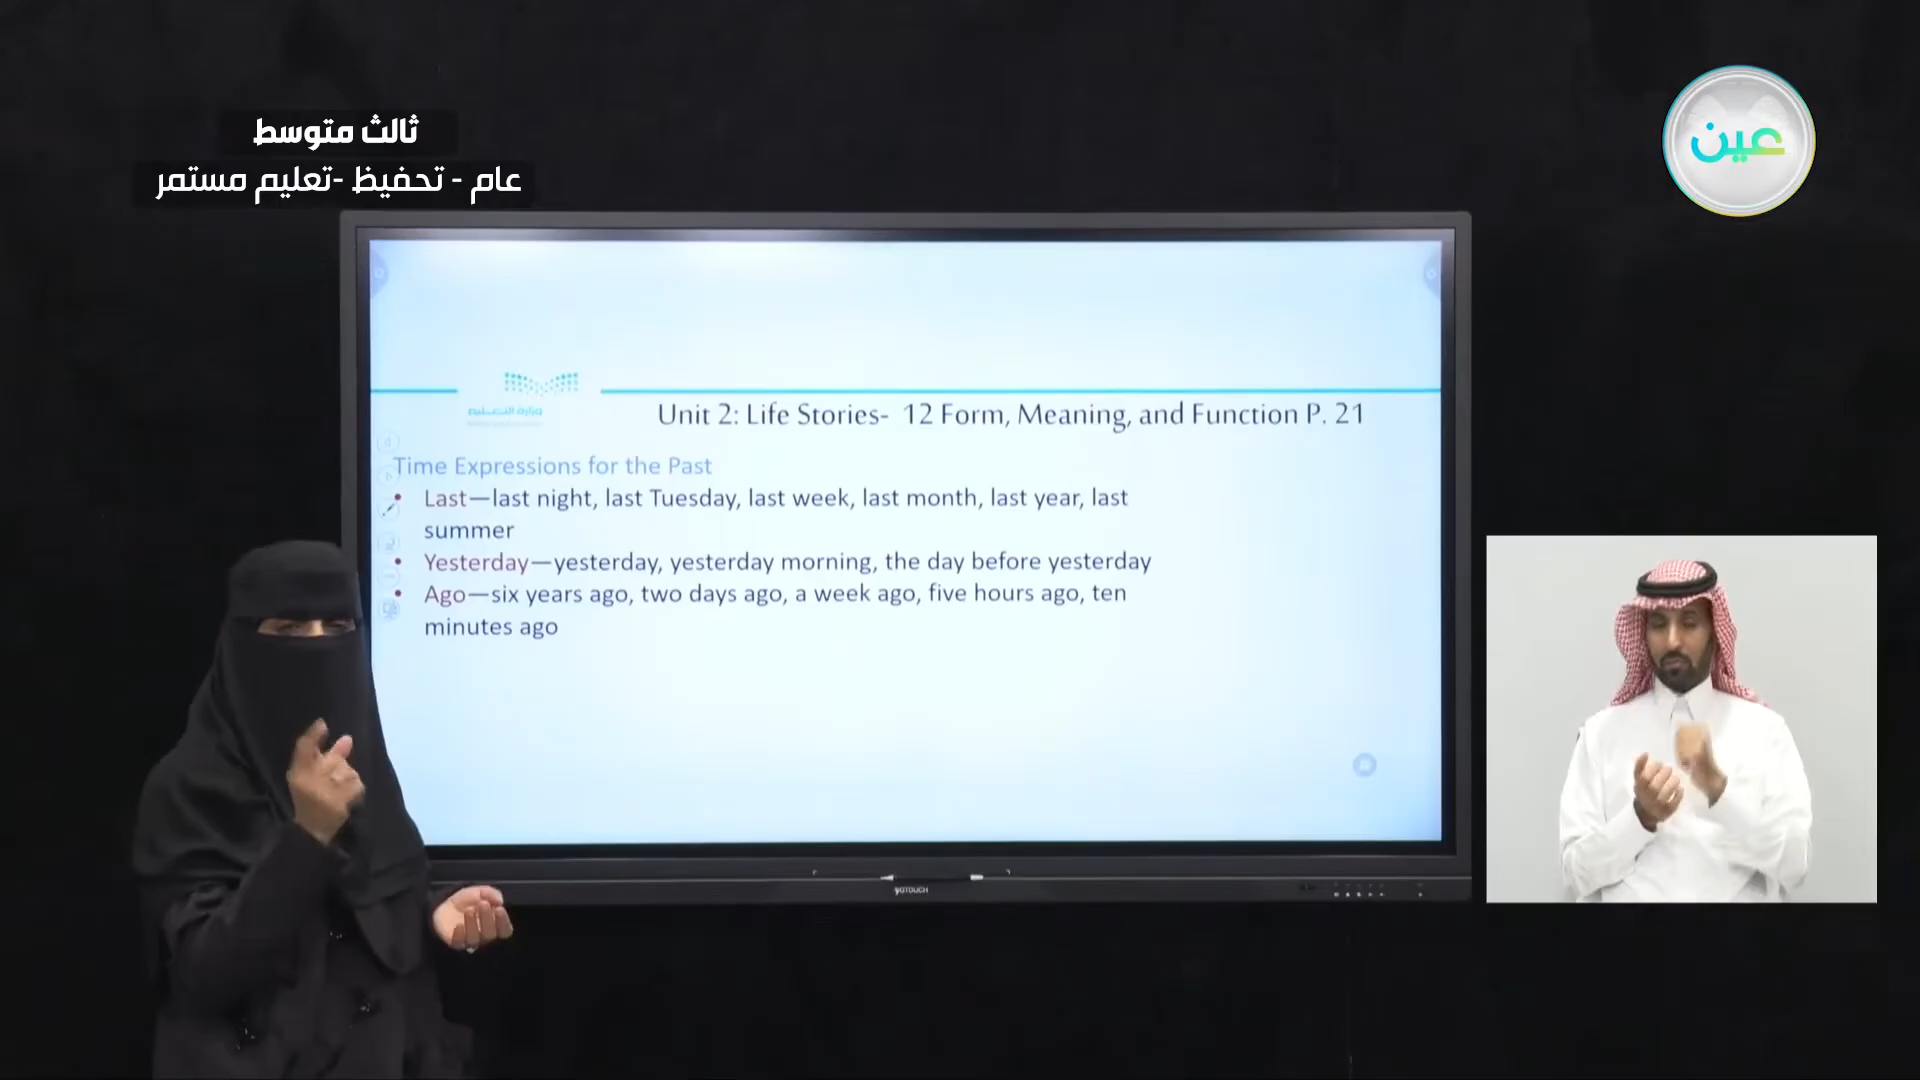 ثالث متوسط
عام - تحفيظ -تعليم مستمر
عين
وزارة التعليم
Unit 2: Life Stories- 12 Form, Meaning, and Function P. 21
Time Expressions for the Past
• Last—last night, last Tuesday, last week, last month, last year, last
summer
• Yesterday—yesterday, yesterday morning, the day before yesterday
• Ago—six years ago, two days ago, a week ago, five hours ago, ten
minutes ago
YOTOUCH